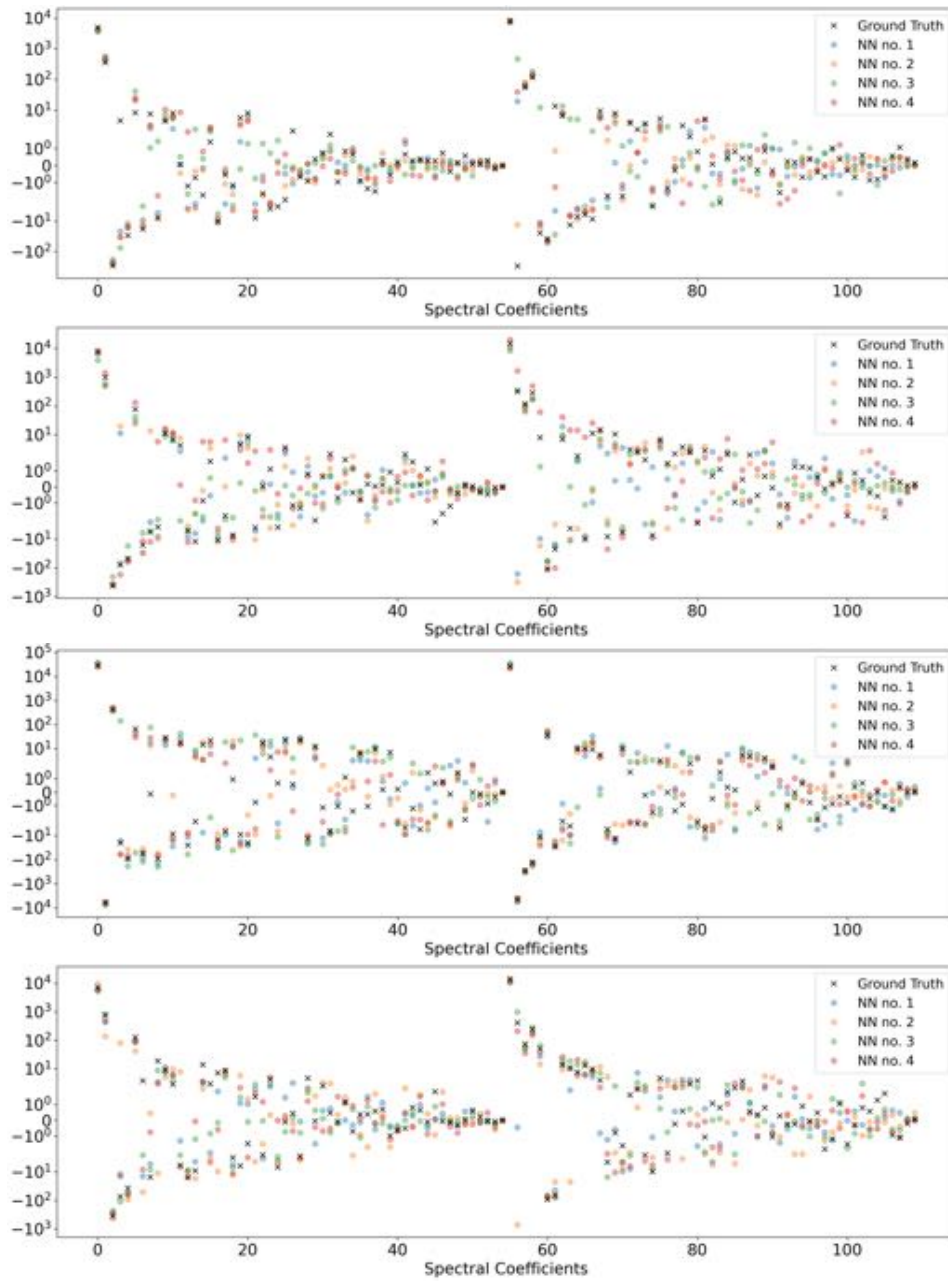 10⁴
Ground Truth
NN no. 1
10³
NN no. 2
10²
NN no. 3
NN no. 4
10¹
10⁰
0
−10⁰
−10¹
−10²
0 20 40 60 80 100
Spectral Coefficients
10⁴
Ground Truth
NN no. 1
10³
NN no. 2
10²
NN no. 3
NN no. 4
10¹
10⁰
0
−10⁰
−10¹
−10²
−10³
0 20 40 60 80 100
Spectral Coefficients
10⁵
Ground Truth
10⁴
NN no. 1
10³
NN no. 2
10²
NN no. 3
10¹
NN no. 4
10⁰
0
−10⁰
−10¹
−10²
−10³
−10⁴
0 20 40 60 80 100
Spectral Coefficients
10⁴
Ground Truth
NN no. 1
10³
NN no. 2
10²
NN no. 3
NN no. 4
10¹
10⁰
0
−10⁰
−10¹
−10²
−10³
0 20 40 60 80 100
Spectral Coefficients